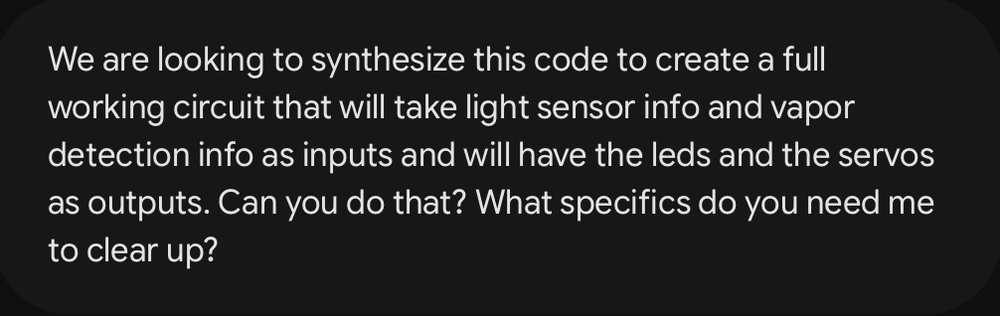 We are looking to synthesize this code to create a full
working circuit that will take light sensor info and vapor
detection info as inputs and will have the leds and the servos
as outputs. Can you do that? What specifics do you need me
to clear up?